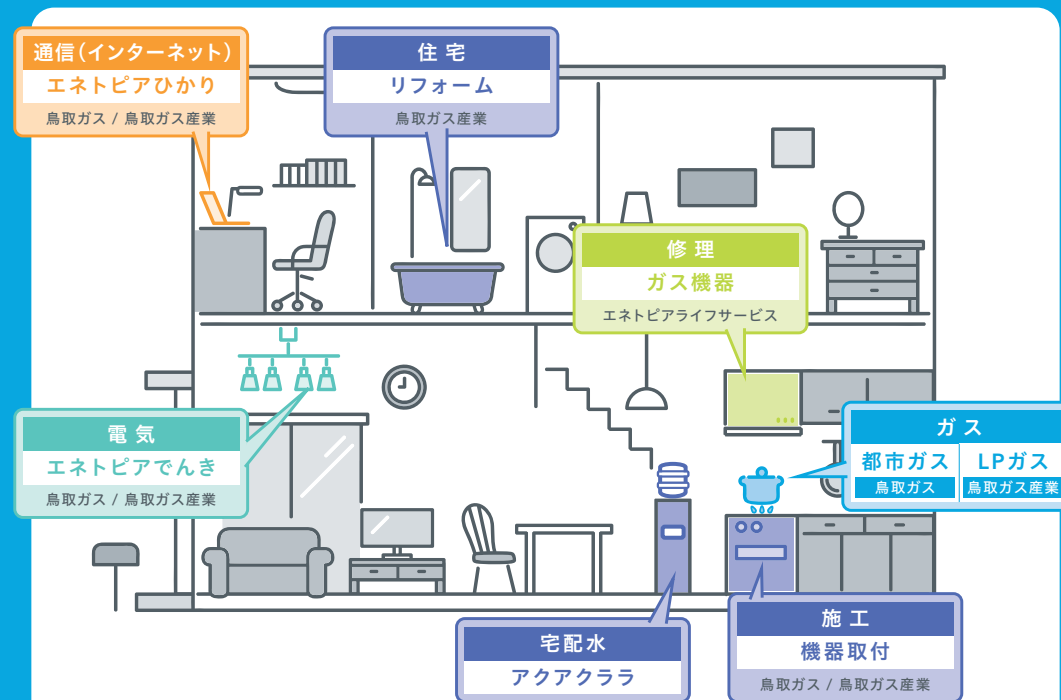 通信（インターネット）
エネトピアひかり
鳥取ガス / 鳥取ガス産業
住宅
リフォーム
鳥取ガス産業
修理
ガス機器
エネトピアライフサービス
電気
エネトピアでんき
鳥取ガス / 鳥取ガス産業
ガス
都市ガス
鳥取ガス
LPガス
鳥取ガス産業
宅配水
アクアクララ
施工
機器取付
鳥取ガス / 鳥取ガス産業